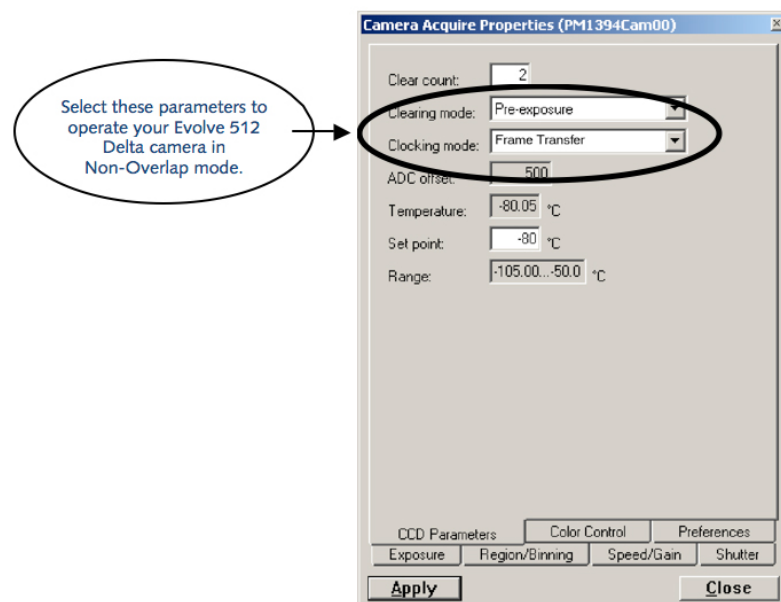 Camera Acquire Properties (PM1394Cam00)
Select these parameters to
operate your Evolve 512
Delta camera in
Non-Overlap mode.
Clear count: 2
Clearing mode: Pre-exposure
Clocking mode: Frame Transfer
ADC offset: 500
Temperature: -80.05 °C
Set point: -80 °C
Range: -105.00...-50.0 °C
CCD Parameters Color Control Preferences
Exposure Region/Binning Speed/Gain Shutter
Apply Close